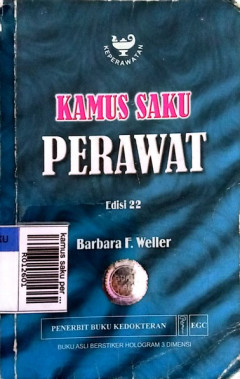 KEPERAWATAN
KAMUS SAKU
PERAWAT
Edisi 22
Barbara F. Weller
kamus saku per ...
R012601
PENERBIT BUKU KEDOKTERAN EGC
BUKU ASLI BERSTIKER HOLOGRAM 3 DIMENSI